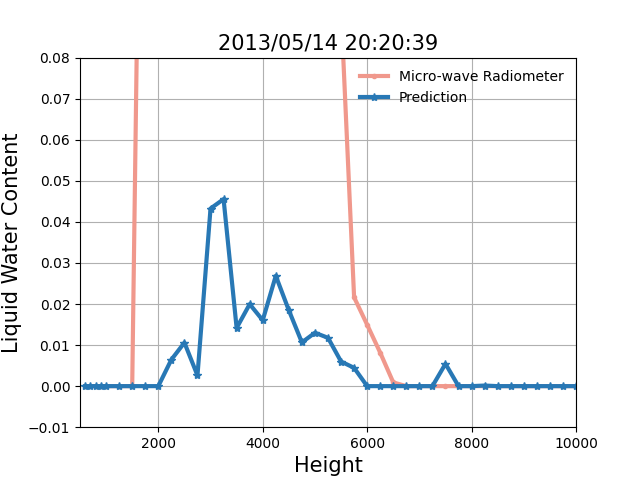 2013/05/14 20:20:39
Micro-wave Radiometer
Prediction
Liquid Water Content
0.08
0.07
0.06
0.05
0.04
0.03
0.02
0.01
0.00
−0.01
2000 4000 6000 8000 10000
Height